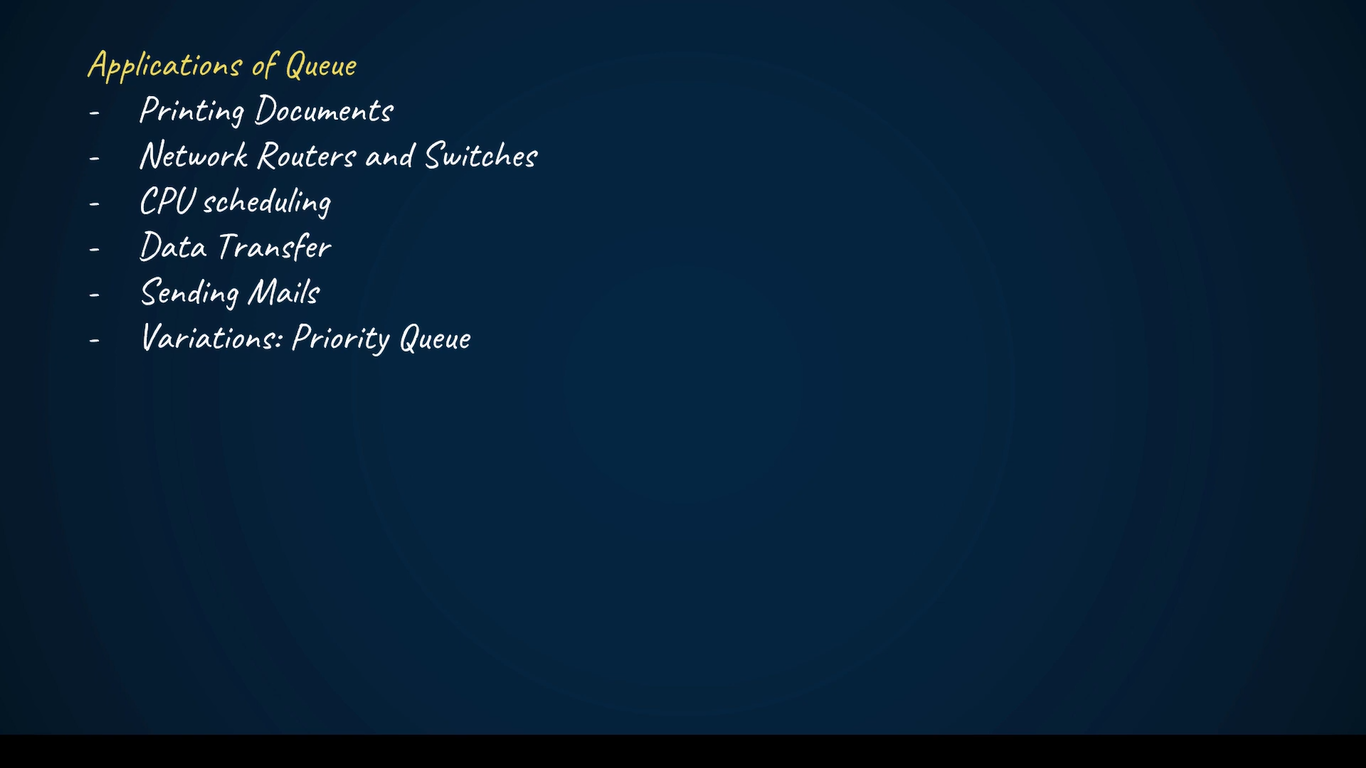 Applications of Queue
- Printing Documents
- Network Routers and Switches
- CPU scheduling
- Data Transfer
- Sending Mails
- Variations: Priority Queue